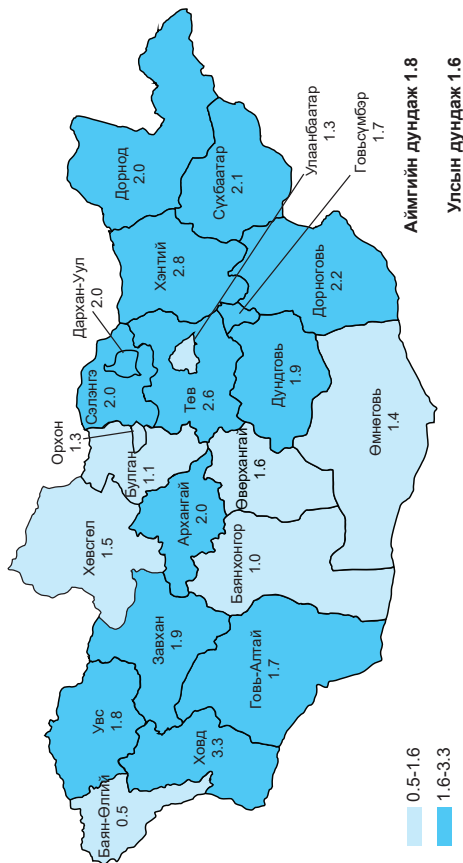 Баян-Өлгий
0.5
Увс
1.8
Ховд
3.3
Завхан
1.9
Говь-Алтай
1.7
Хөвсгөл
1.5
Баянхонгор
1.0
Архангай
2.0
Орхон
1.3
Булган
1.1
Өвөрхангай
1.6
Өмнөговь
1.4
Сэлэнгэ
2.0
Дархан-Уул
2.0
Төв
2.6
Дундговь
1.9
Хэнтий
2.8
Дорноговь
2.2
Дорнод
2.0
Сүхбаатар
2.1
Улаанбаатар
1.3
Говьсүмбэр
1.7
0.5-1.6
1.6-3.3
Аймгийн дундаж 1.8
Улсын дундаж 1.6